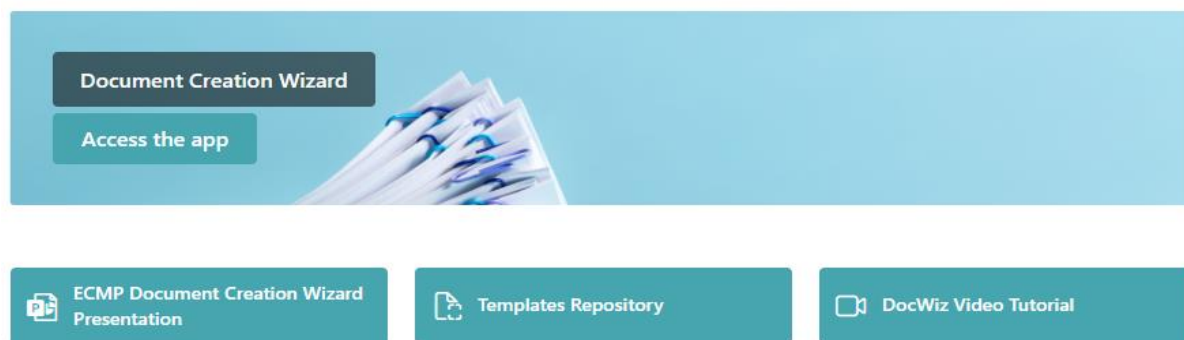 Document Creation Wizard
Access the app
ECMP Document Creation Wizard
Presentation
Templates Repository
DocWiz Video Tutorial